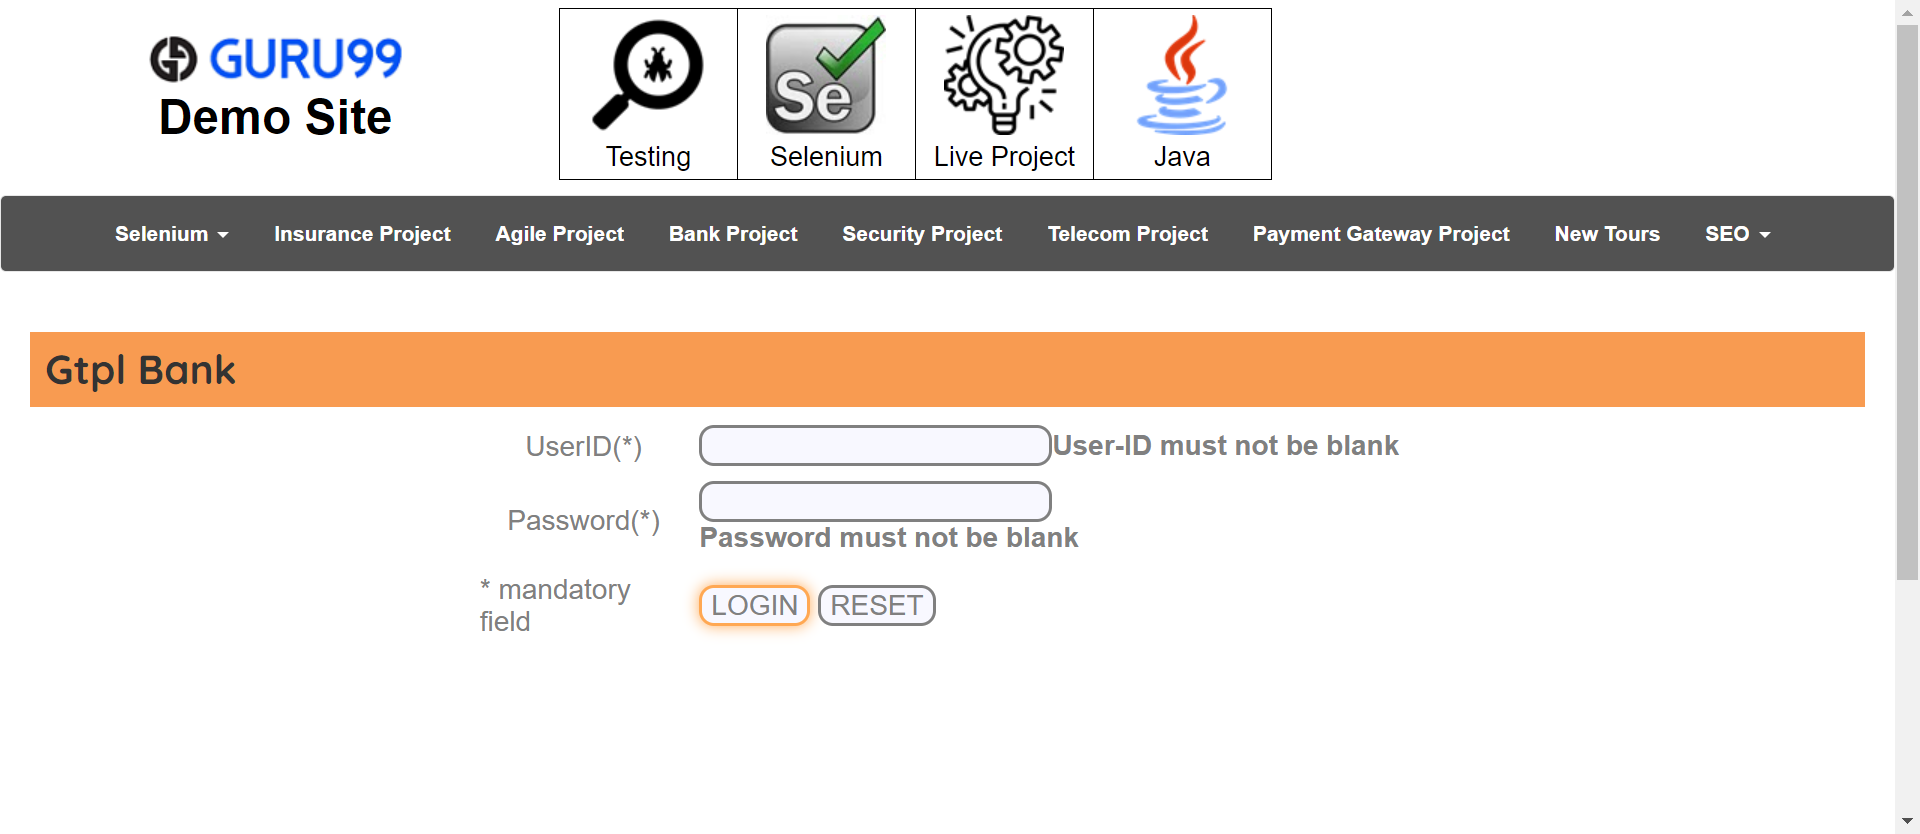 GURU99
Demo Site
Se
Testing Selenium Live Project Java
Selenium Insurance Project Agile Project Bank Project Security Project Telecom Project Payment Gateway Project New Tours SEO
Gtpl Bank
UserID(*) User-ID must not be blank
Password(*)
Password must not be blank
* mandatory
field
LOGIN RESET